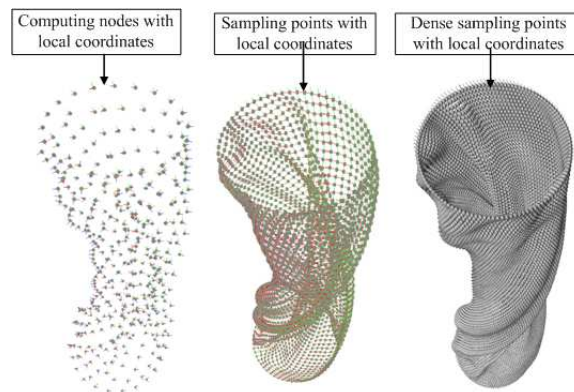 Computing nodes with
local coordinates
Sampling points with
local coordinates
Dense sampling points
with local coordinates